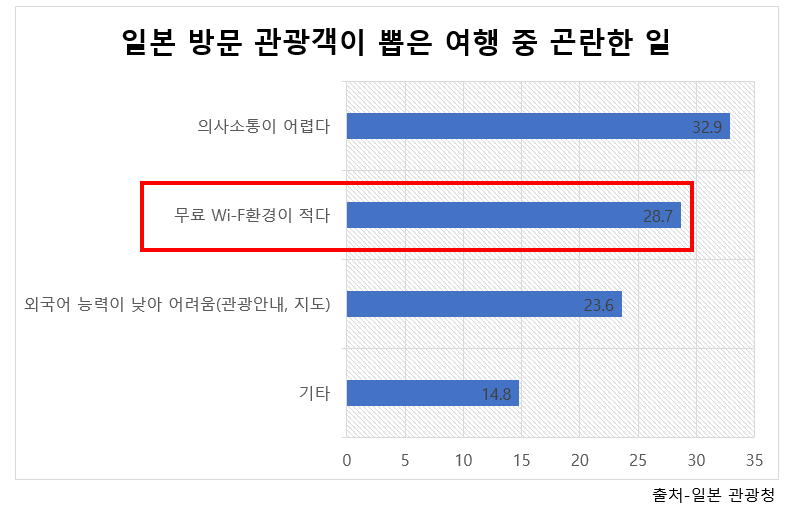 일본 방문 관광객이 뽑은 여행 중 곤란한 일
의사소통이 어렵다 32.9
무료 Wi-F환경이 적다 28.7
외국어 능력이 낮아 어려움(관광안내, 지도) 23.6
기타 14.8
0 5 10 15 20 25 30 35
출처-일본 관광청